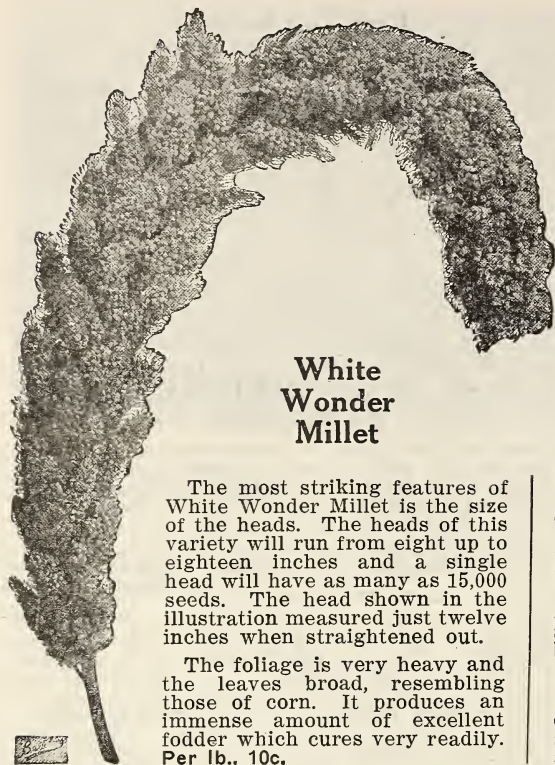 White
Wonder
Millet
The most striking features of
White Wonder Millet is the size
of the heads. The heads of this
variety will run from eight up to
eighteen inches and a single
head will have as many as 15,000
seeds. The head shown in the
illustration measured just twelve
inches when straightened out.
The foliage is very heavy and
the leaves broad, resembling
those of corn. It produces an
immense amount of excellent
fodder which cures very readily.
Per lb., 10c.